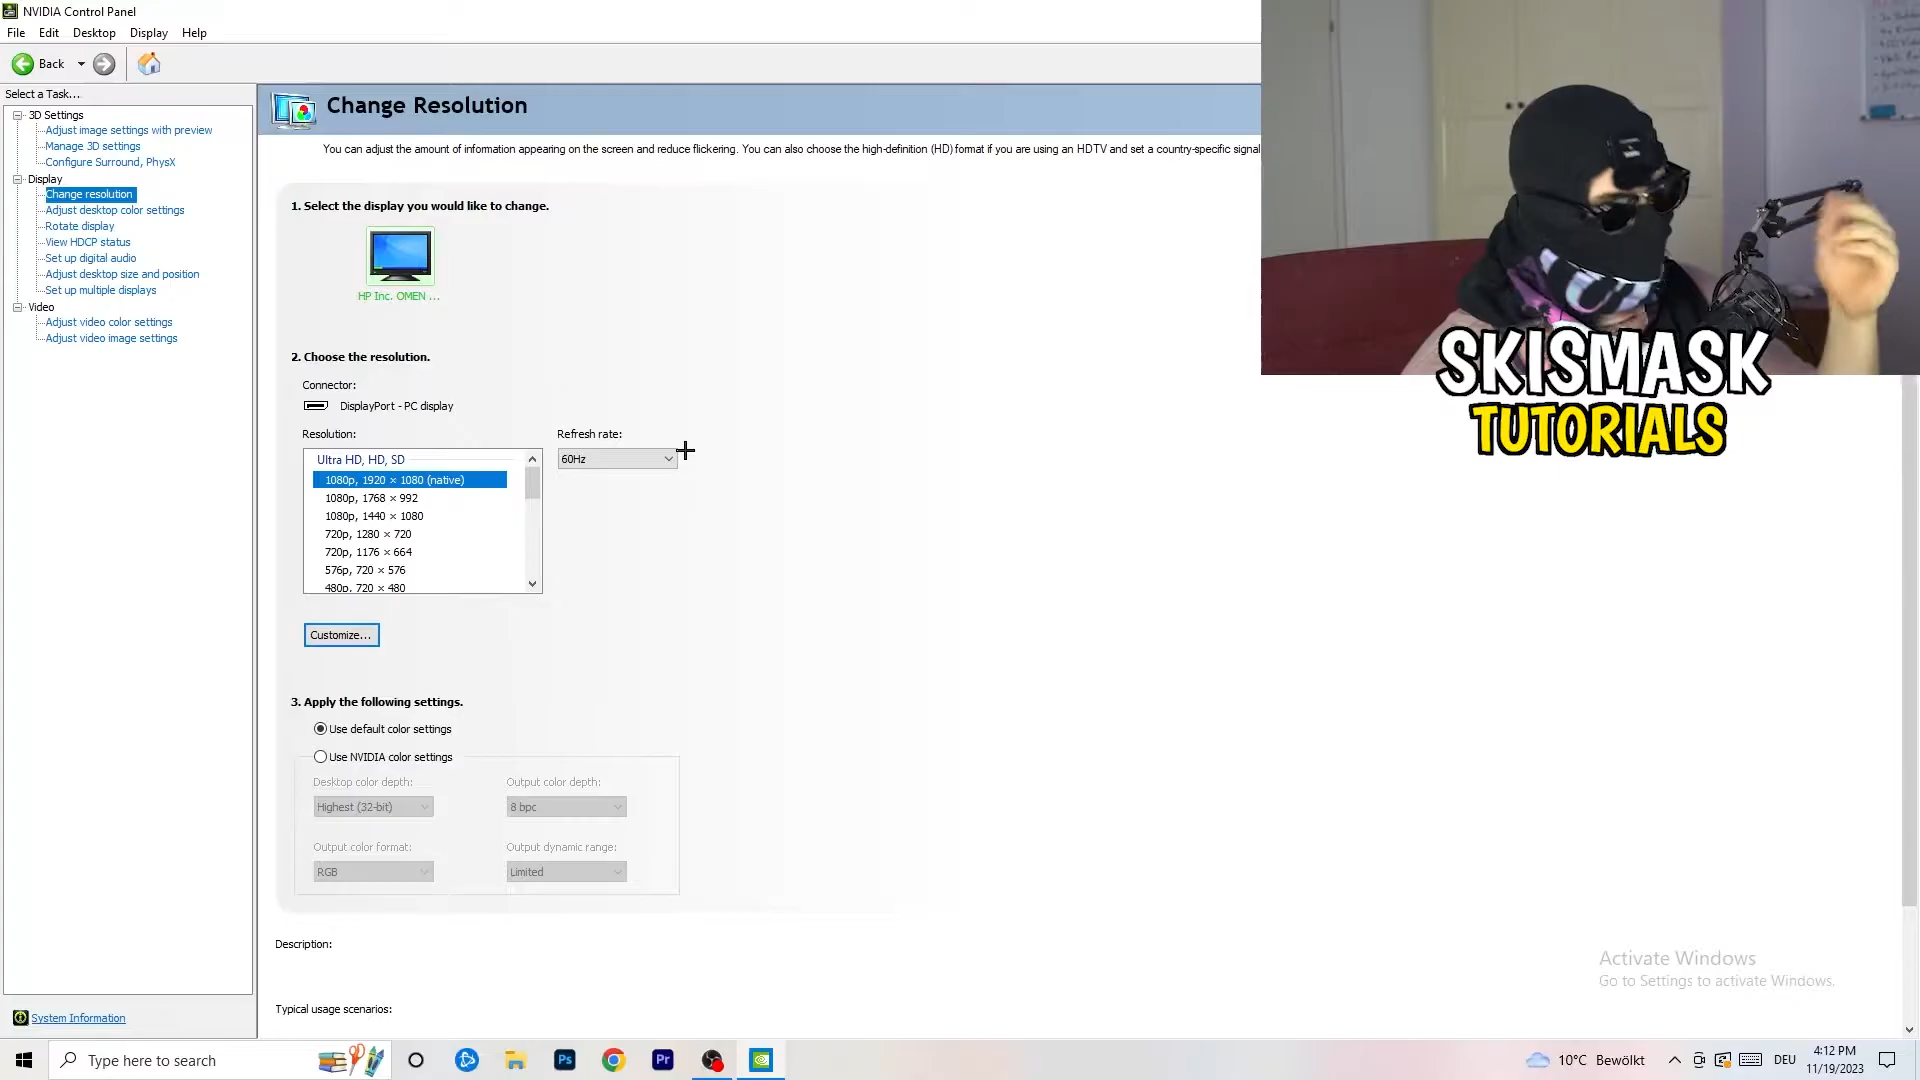 NVIDIA Control Panel
File Edit Desktop Display Help
Back
Select a Task...
3D Settings
Adjust image settings with preview
Manage 3D settings
Configure Surround, PhysX
Display
Change resolution
Adjust desktop color settings
Rotate display
View HDCP status
Set up digital audio
Adjust desktop size and position
Set up multiple displays
Video
Adjust video color settings
Adjust video image settings
System Information
Change Resolution
You can adjust the amount of information appearing on the screen and reduce flickering. You can also choose the high-definition (HD) format if you are using an HDTV and set a country-specific signal
1. Select the display you would like to change.
HP Inc. OMEN ...
2. Choose the resolution.
Connector:
DisplayPort - PC display
Resolution:
Refresh rate:
Ultra HD, HD, SD
60Hz
1080p, 1920 × 1080 (native)
1080p, 1768 × 992
1080p, 1440 × 1080
720p, 1280 × 720
720p, 1176 × 664
576p, 720 × 576
480p, 720 × 480
Customize...
3. Apply the following settings.
Use default color settings
Use NVIDIA color settings
Desktop color depth:
Output color depth:
Highest (32-bit)
8 bpc
Output color format:
Output dynamic range:
RGB
Limited
Description:
Typical usage scenarios:
SKISMASK
TUTORIALS
Activate Windows
Go to Settings to activate Windows.
Type here to search
Ps
Pr
10°C Bewölkt
DEU
4:12 PM
11/19/2023